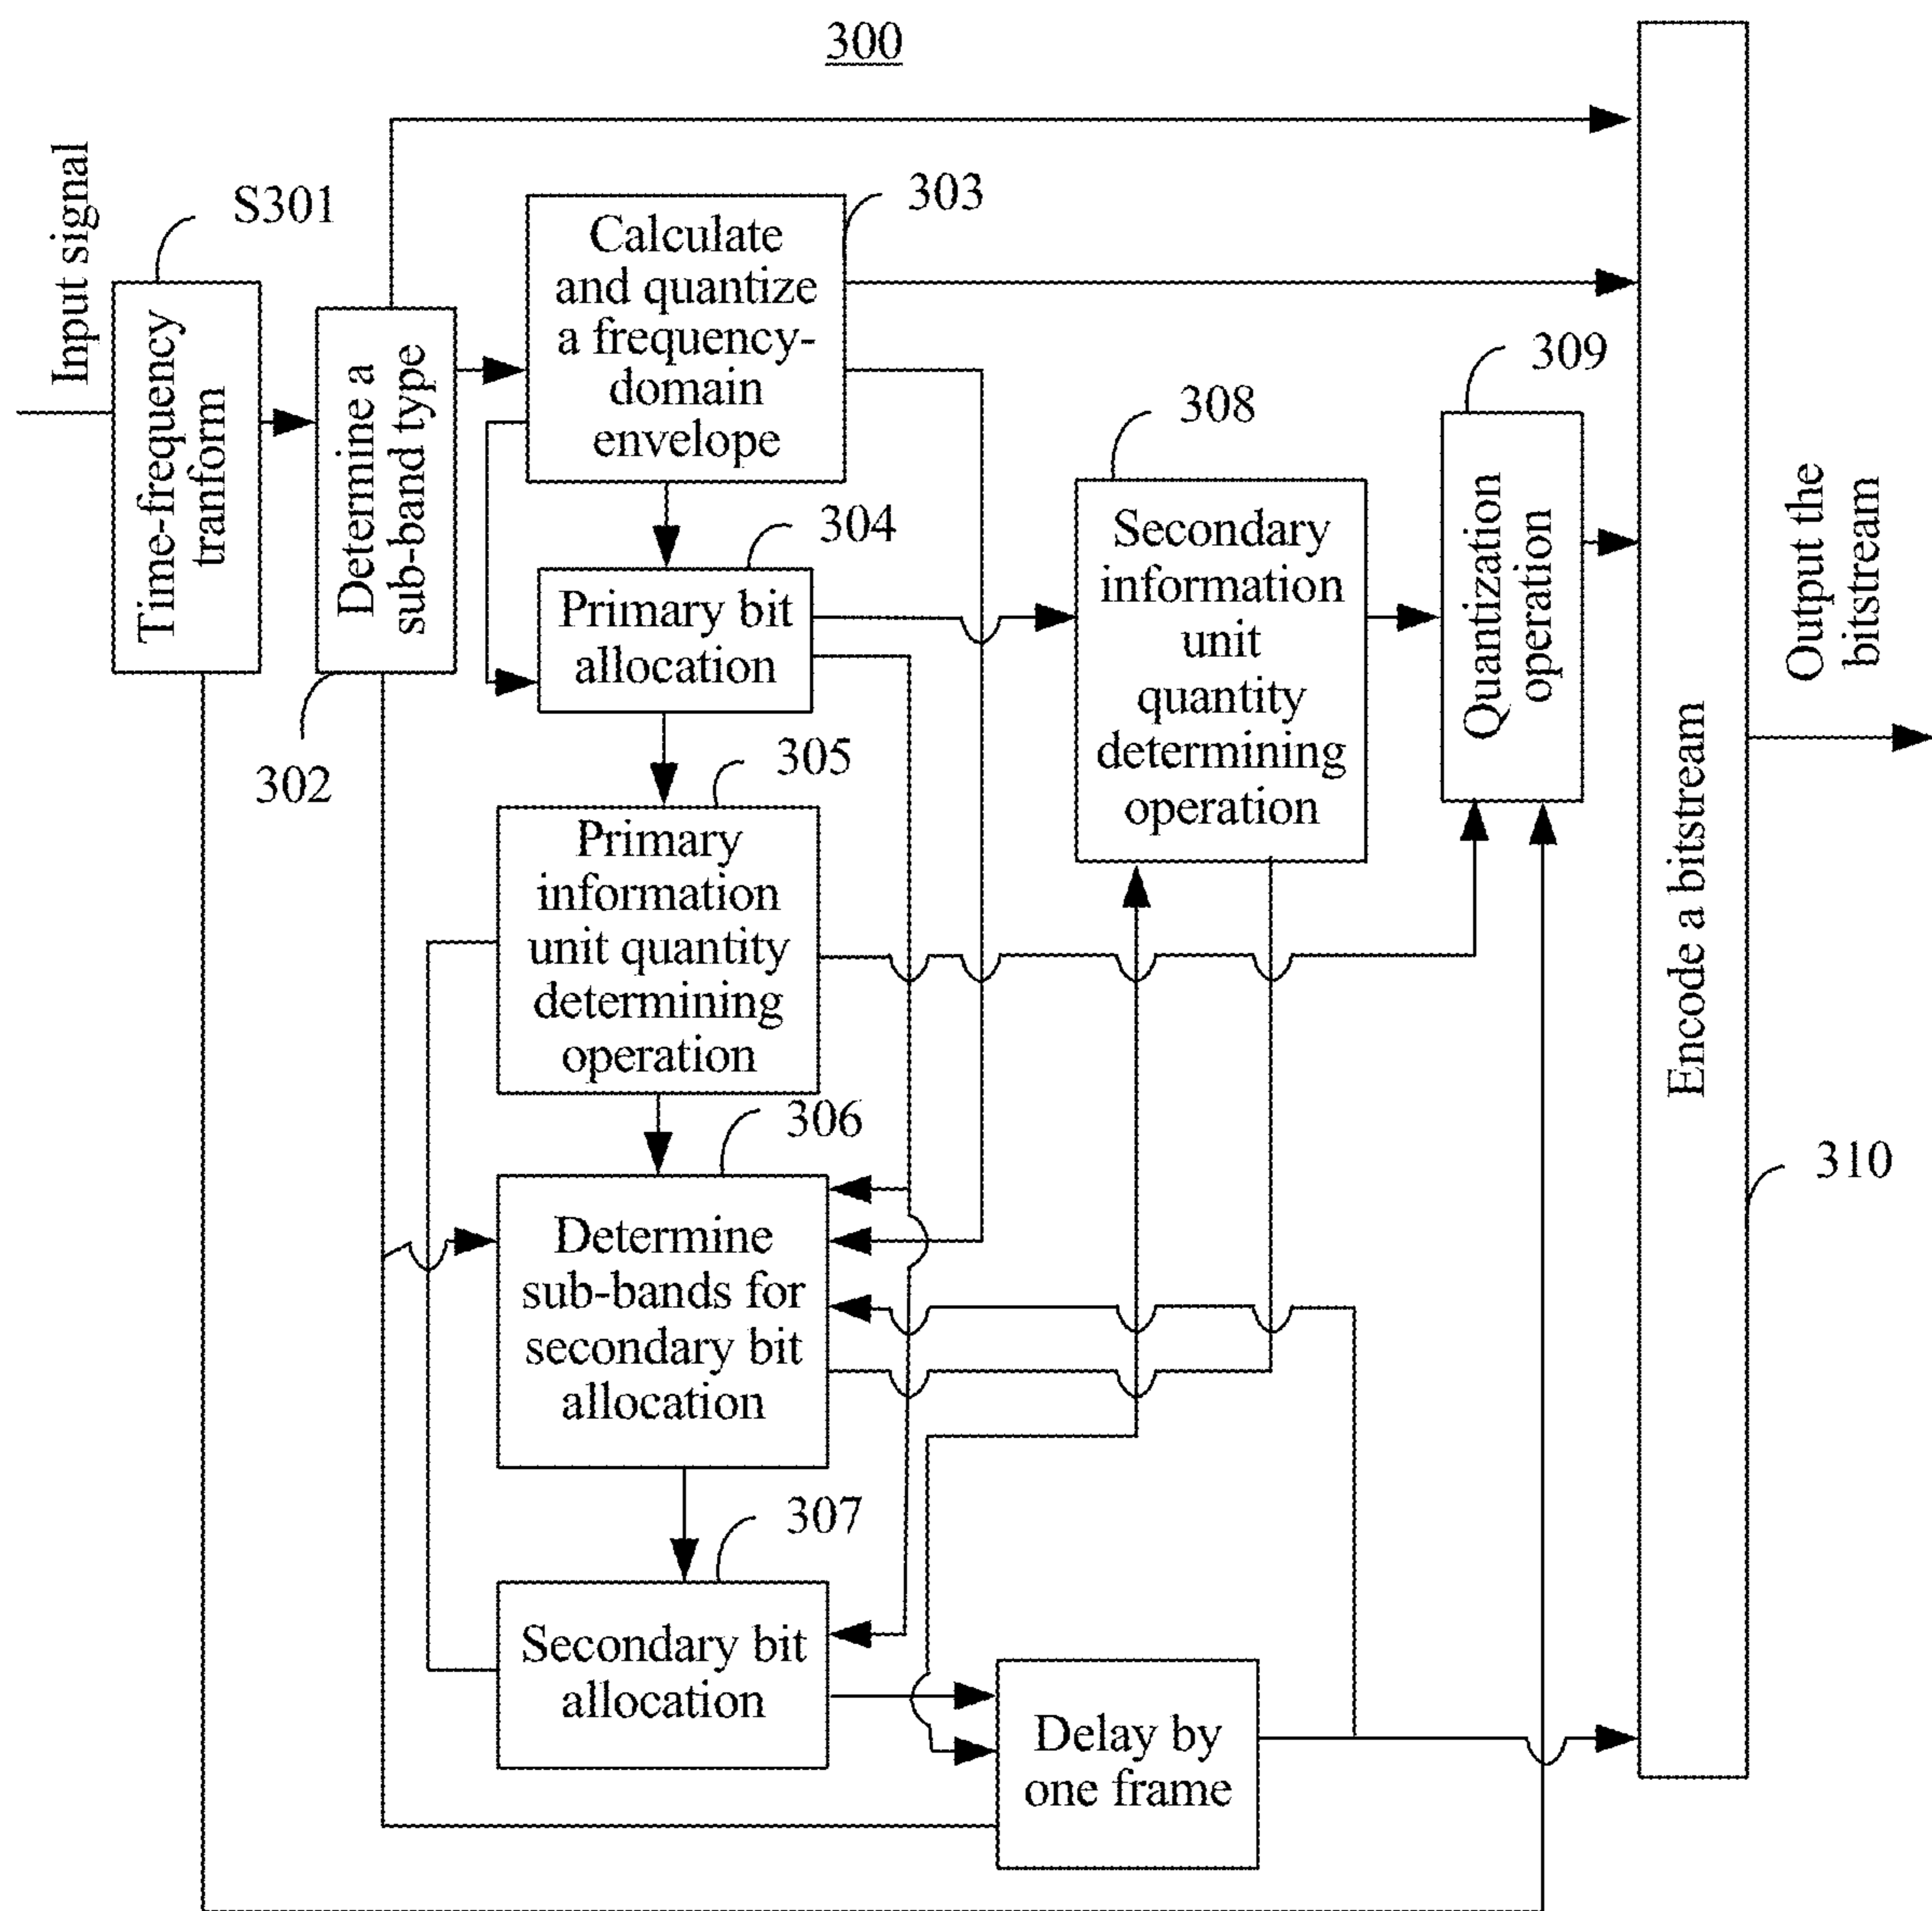 300
Input signal
S301
Time-frequency
tranform
302
Determine a
sub-band type
303
Calculate
and quantize
a frequency-
domain
envelope
304
Primary bit
allocation
305
Primary
information
unit quantity
determining
operation
306
Determine
sub-bands for
secondary bit
allocation
307
Secondary bit
allocation
Delay by
one frame
308
Secondary
information
unit
quantity
determining
operation
309
Quantization
operation
Encode a bitstream
310
Output the
bitstream